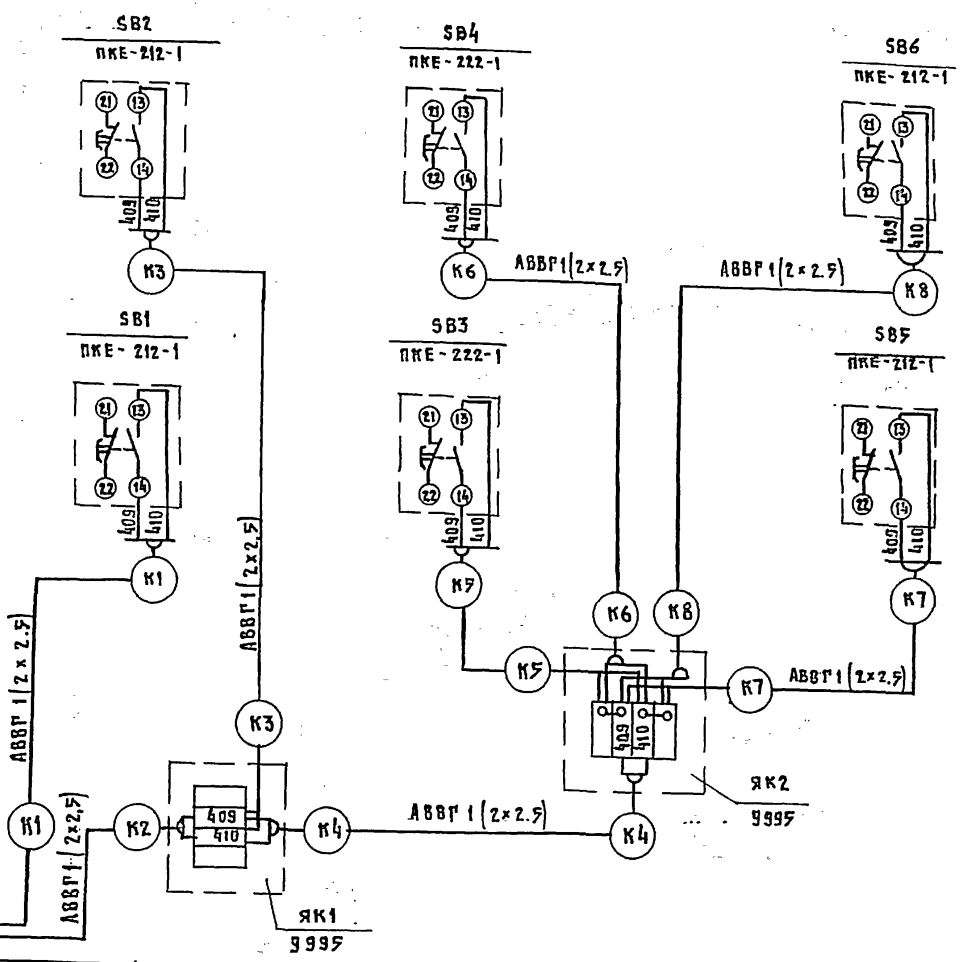 SB2
ПКЕ-212-1
21 13
22 14
409 410
К3
SB4
ПКЕ-222-1
21 13
22 14
409 410
К6
АВВГ1(2×2.5)
SB6
ПКЕ-212-1
21 13
22 14
409 410
К8
АВВГ1(2×2.5)
SB1
ПКЕ-212-1
21 13
22 14
409 410
К1
SB3
ПКЕ-222-1
21 13
22 14
409 410
К5
SB5
ПКЕ-212-1
21 13
22 14
409 410
К7
АВВГ1(2×2.5)
АВВГ1(2×2,5)
К6
К8
К5
К7
АВВГ1(2×2.5)
К3
409
410
ЯК2
У995
К1
К2
409
410
К4
АВВГ1(2×2.5)
К4
АВВГ1(2×2,5)
ЯК1
У995